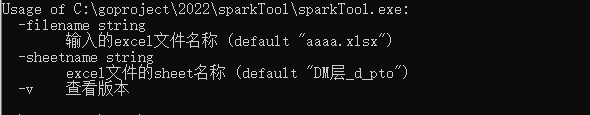 Usage of C:\goproject\2022\sparkTool\sparkTool.exe:
-filename string
输入的excel文件名称 (default "aaaa.xlsx")
-sheetname string
excel文件的sheet名称 (default "DM层_d_pto")
-v 查看版本